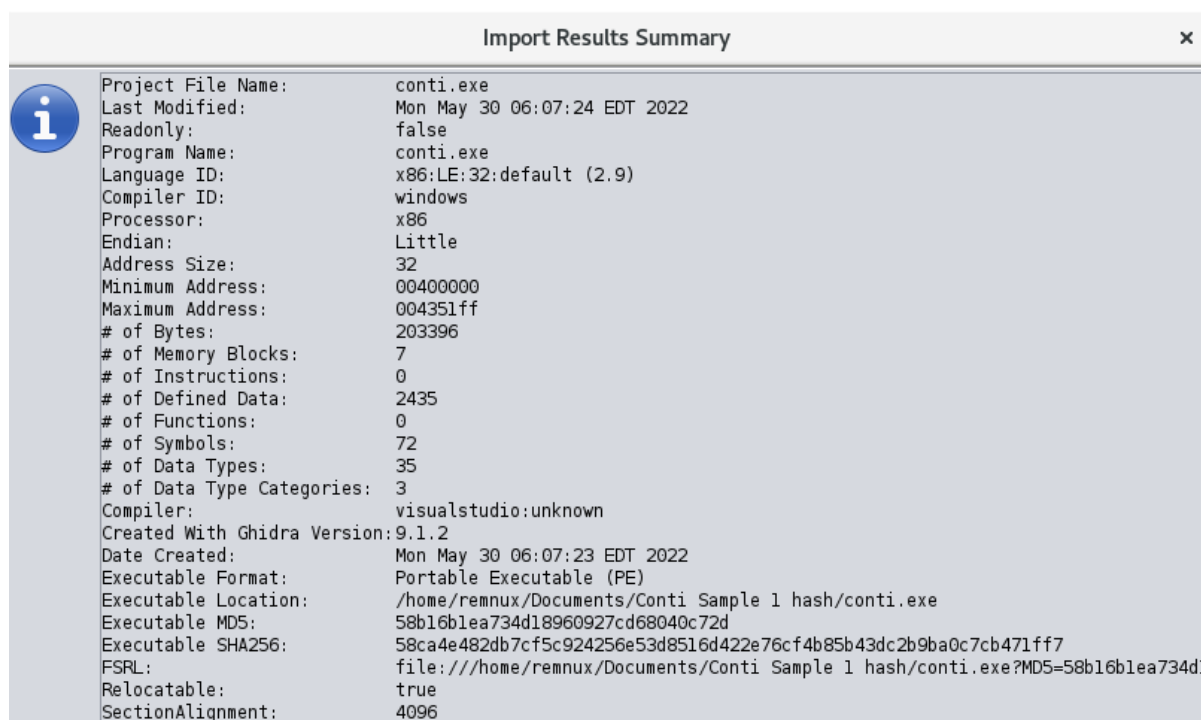 Import Results Summary ×
i
Project File Name: conti.exe
Last Modified: Mon May 30 06:07:24 EDT 2022
Readonly: false
Program Name: conti.exe
Language ID: x86:LE:32:default (2.9)
Compiler ID: windows
Processor: x86
Endian: Little
Address Size: 32
Minimum Address: 00400000
Maximum Address: 004351ff
# of Bytes: 203396
# of Memory Blocks: 7
# of Instructions: 0
# of Defined Data: 2435
# of Functions: 0
# of Symbols: 72
# of Data Types: 35
# of Data Type Categories: 3
Compiler: visualstudio:unknown
Created With Ghidra Version: 9.1.2
Date Created: Mon May 30 06:07:23 EDT 2022
Executable Format: Portable Executable (PE)
Executable Location: /home/remnux/Documents/Conti Sample 1 hash/conti.exe
Executable MD5: 58b16b1ea734d18960927cd68040c72d
Executable SHA256: 58ca4e482db7cf5c924256e53d8516d422e76cf4b85b43dc2b9ba0c7cb471ff7
FSRL: file:///home/remnux/Documents/Conti Sample 1 hash/conti.exe?MD5=58b16b1ea734d1
Relocatable: true
SectionAlignment: 4096